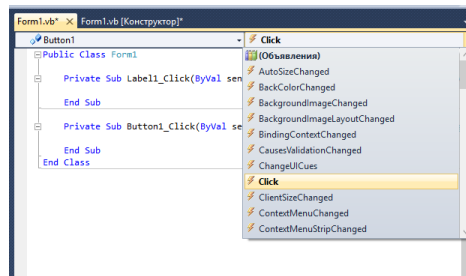 Form1.vb* Form1.vb [Конструктор]*
Button1 Click
Public Class Form1
Private Sub Label1_Click(ByVal sen
End Sub
Private Sub Button1_Click(ByVal se
End Sub
End Class
(Объявления)
AutoSizeChanged
BackColorChanged
BackgroundImageChanged
BackgroundImageLayoutChanged
BindingContextChanged
CausesValidationChanged
ChangeUICues
Click
ClientSizeChanged
ContextMenuChanged
ContextMenuStripChanged